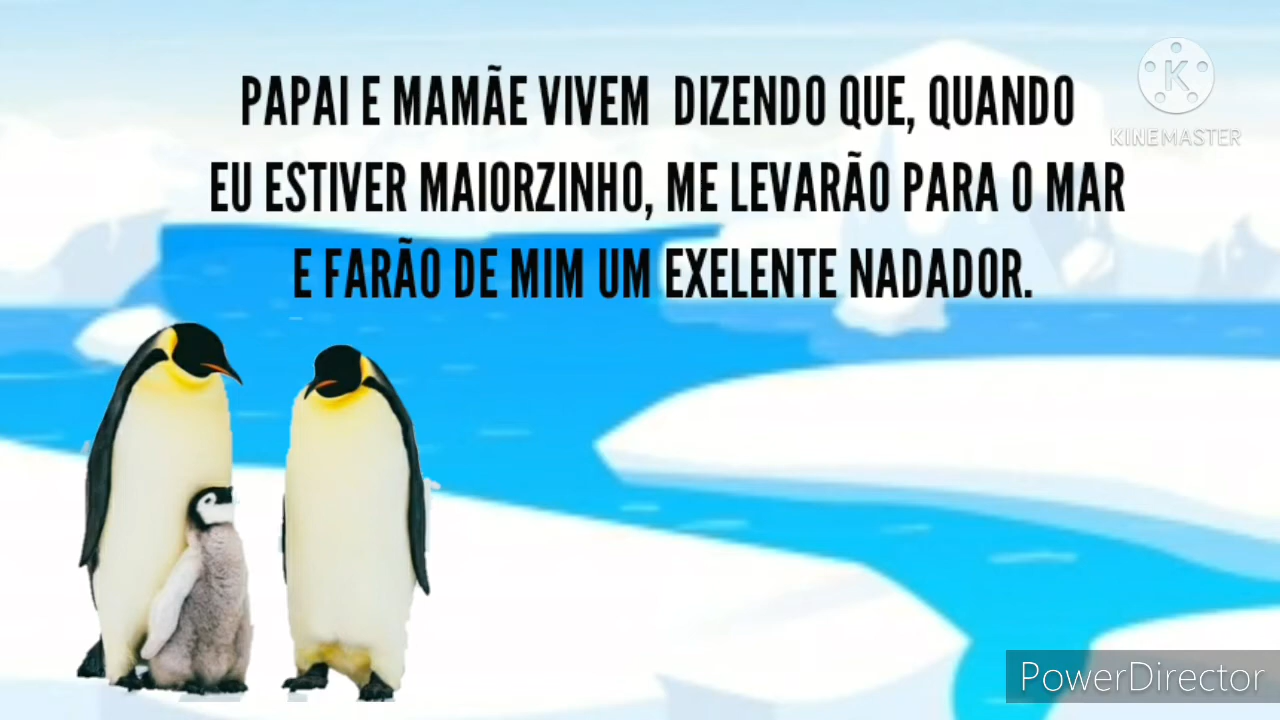 PAPAI E MAMÃE VIVEM DIZENDO QUE, QUANDO
EU ESTIVER MAIORZINHO, ME LEVARÃO PARA O MAR
E FARÃO DE MIM UM EXELENTE NADADOR.
K
KINEMASTER
PowerDirector